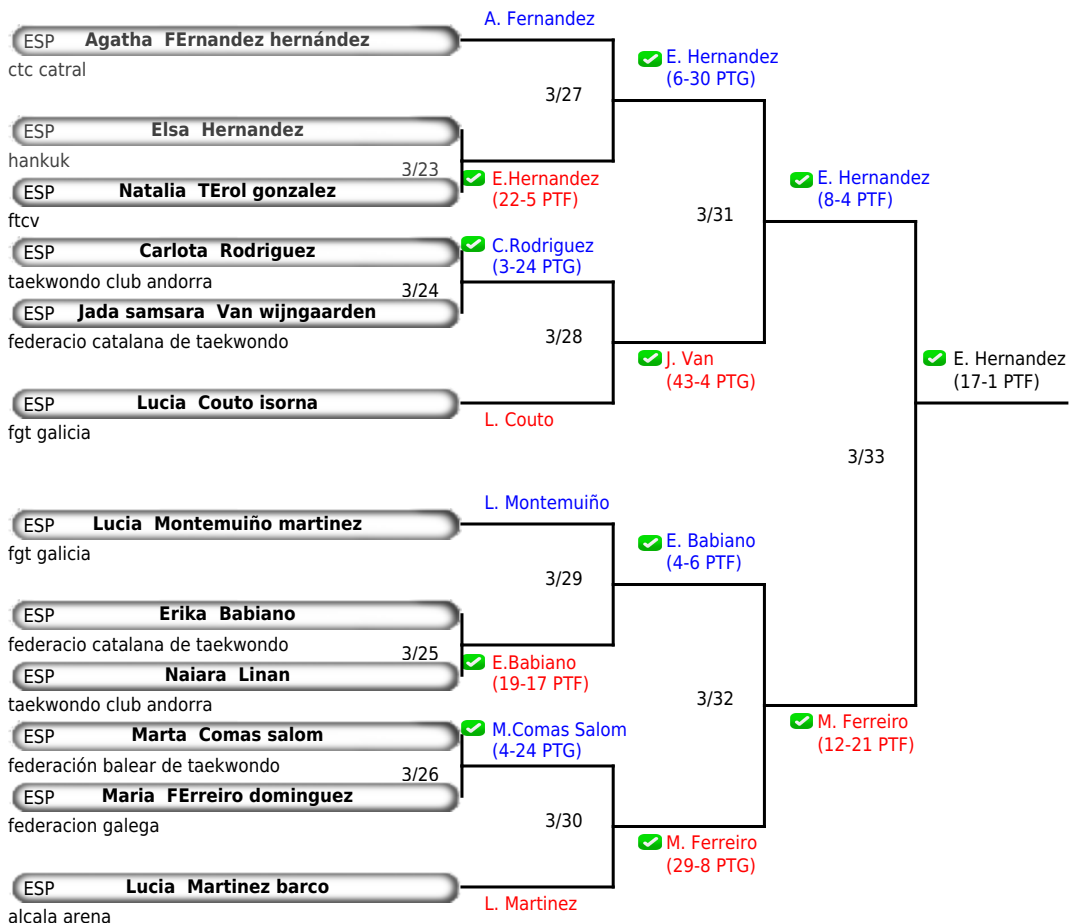 A. Fernandez
ESP Agatha FErnandez hernández
ctc catral
3/27
E. Hernandez
(6-30 PTG)
ESP Elsa Hernandez
hankuk
3/23
ESP Natalia TErol gonzalez
ftcv
E.Hernandez
(22-5 PTF)
3/31
E. Hernandez
(8-4 PTF)
ESP Carlota Rodriguez
taekwondo club andorra
C.Rodriguez
(3-24 PTG)
3/24
ESP Jada samsara Van wijngaarden
federacio catalana de taekwondo
3/28
J. Van
(43-4 PTG)
ESP Lucia Couto isorna
fgt galicia
L. Couto
E. Hernandez
(17-1 PTF)
3/33
L. Montemuiño
ESP Lucia Montemuiño martinez
fgt galicia
3/29
E. Babiano
(4-6 PTF)
ESP Erika Babiano
federacio catalana de taekwondo
3/25
ESP Naiara Linan
taekwondo club andorra
E.Babiano
(19-17 PTF)
3/32
M. Ferreiro
(12-21 PTF)
ESP Marta Comas salom
federación balear de taekwondo
M.Comas Salom
(4-24 PTG)
3/26
ESP Maria FErreiro dominguez
federacion galega
3/30
M. Ferreiro
(29-8 PTG)
ESP Lucia Martinez barco
alcala arena
L. Martinez